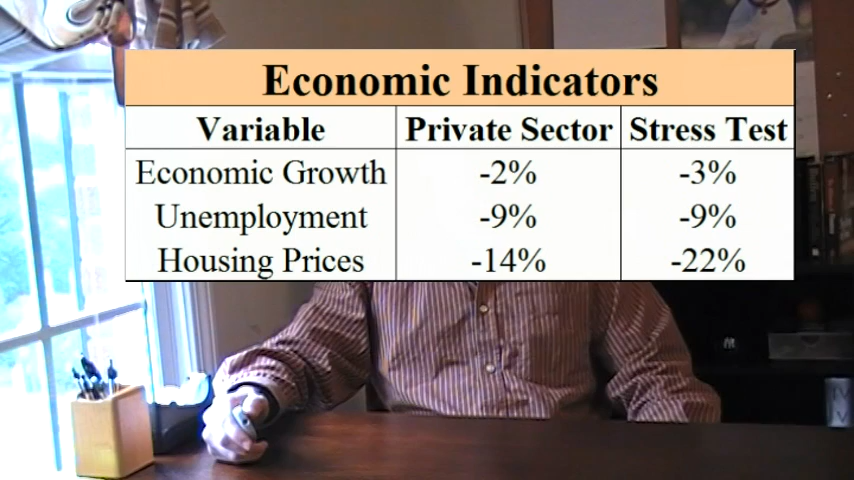 Economic Indicators
Variable Private Sector Stress Test
Economic Growth -2% -3%
Unemployment -9% -9%
Housing Prices -14% -22%